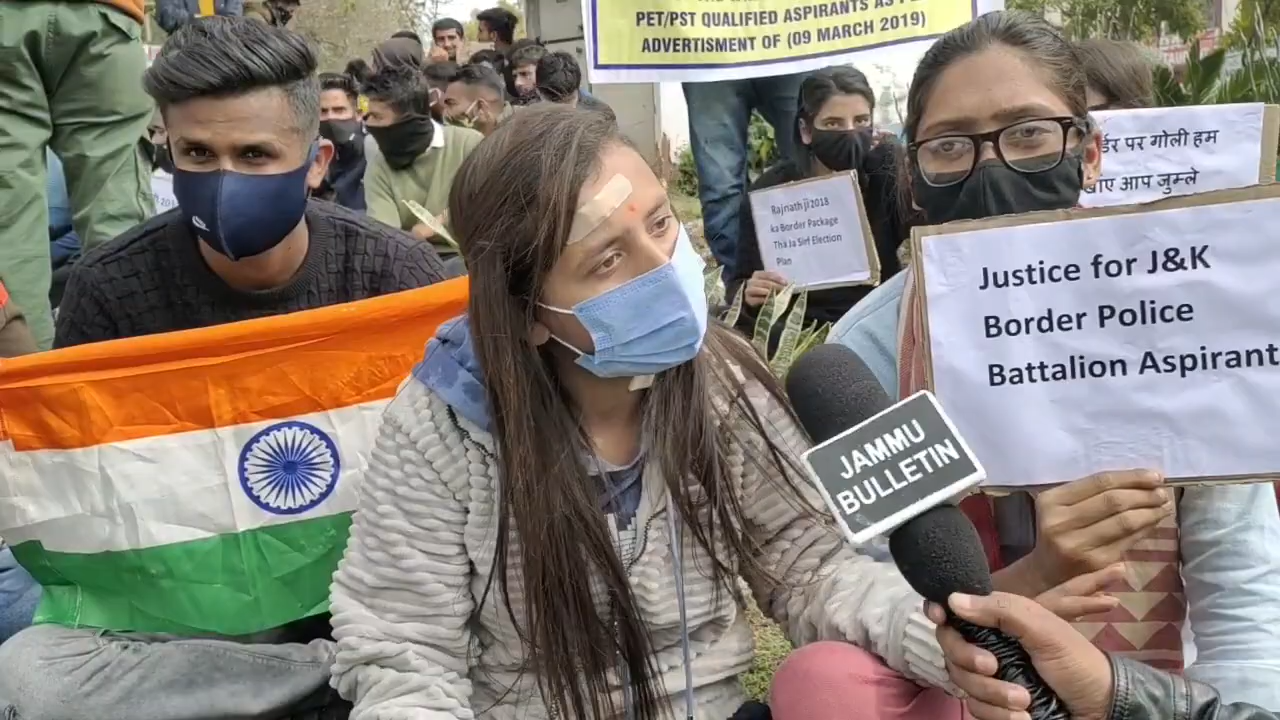 PET/PST QUALIFIED ASPIRANTS AS
ADVERTISMENT OF (09 MARCH 2019)
पर गोली हम
आप जुम्ले
Rajnath ji 2018
ka Border Package
Tha Ja Sirf Election
Plan
Justice for J&K
Border Police
Battalion Aspirant
JAMMU
BULLETIN